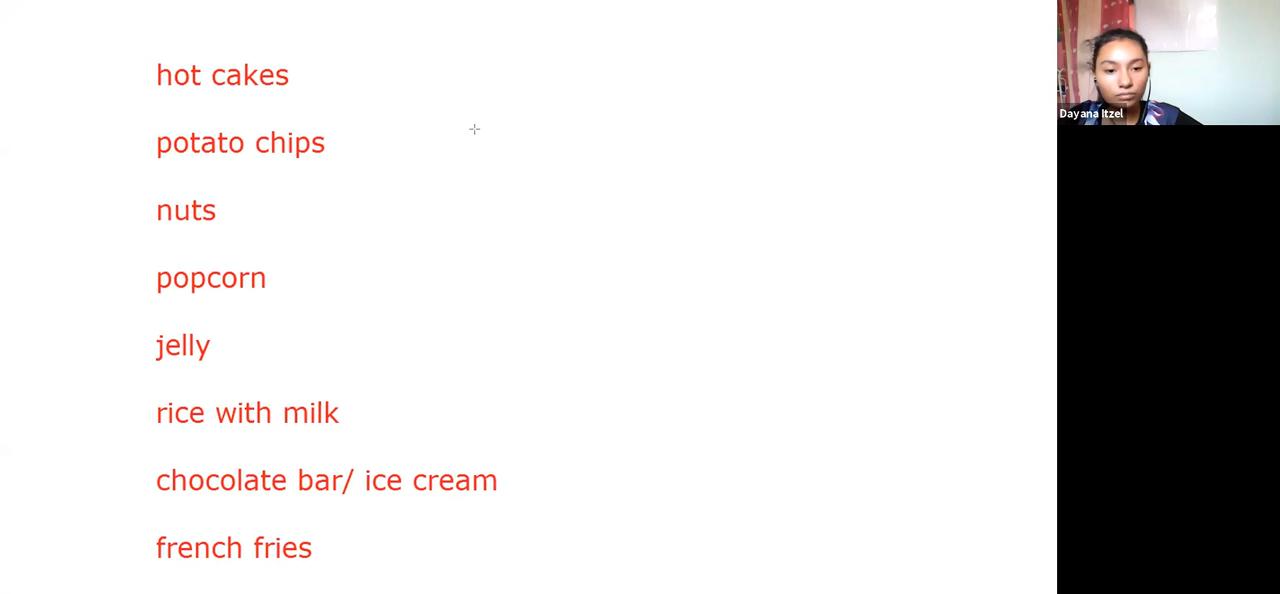 hot cakes
potato chips
nuts
popcorn
jelly
rice with milk
chocolate bar/ ice cream
french fries
Dayana Itzel